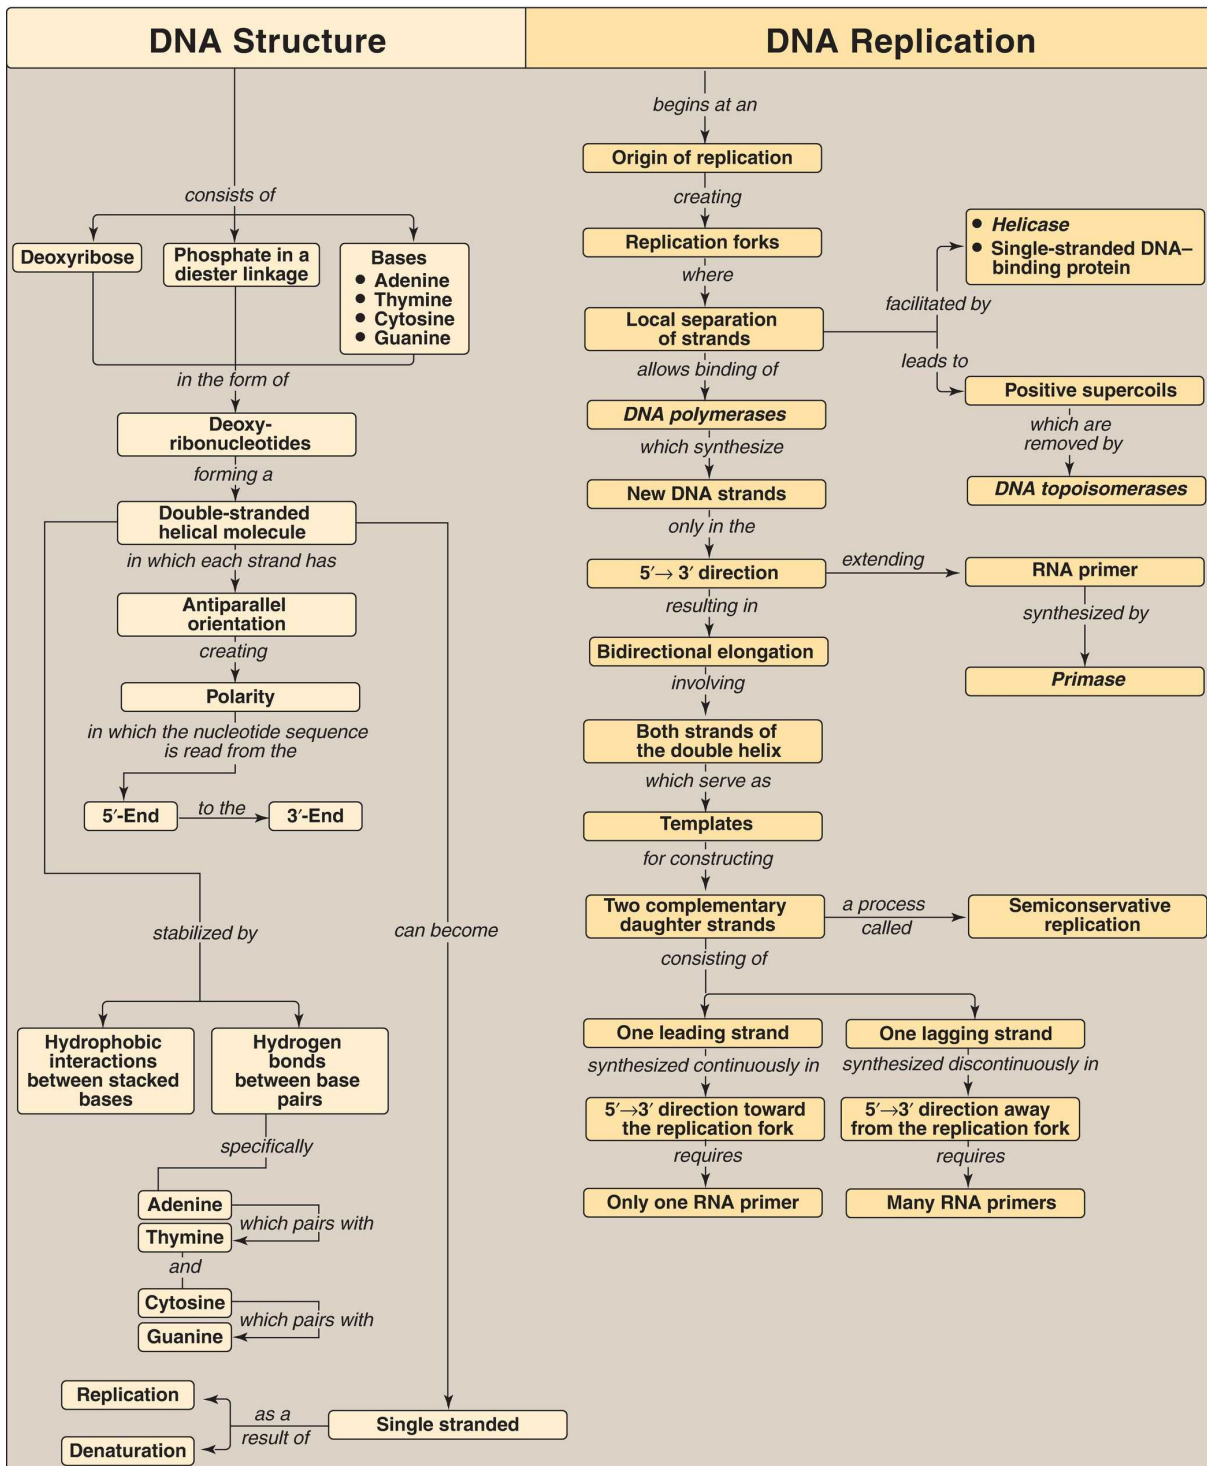 DNA Structure
consists of
Deoxyribose
Phosphate in a
diester linkage
Bases
● Adenine
● Thymine
● Cytosine
● Guanine
in the form of
Deoxy-
ribonucleotides
forming a
Double-stranded
helical molecule
in which each strand has
Antiparallel
orientation
creating
Polarity
in which the nucleotide sequence
is read from the
5′-End
to the
3′-End
stabilized by
can become
Hydrophobic
interactions
between stacked
bases
Hydrogen
bonds
between base
pairs
specifically
Adenine
which pairs with
Thymine
and
Cytosine
which pairs with
Guanine
Replication
as a
result of
Single stranded
Denaturation
DNA Replication
begins at an
Origin of replication
creating
Replication forks
where
Local separation
of strands
facilitated by
● Helicase
● Single-stranded DNA–
binding protein
leads to
Positive supercoils
which are
removed by
DNA topoisomerases
allows binding of
DNA polymerases
which synthesize
New DNA strands
only in the
5′→ 3′ direction
extending
RNA primer
synthesized by
Primase
resulting in
Bidirectional elongation
involving
Both strands of
the double helix
which serve as
Templates
for constructing
Two complementary
daughter strands
a process
called
Semiconservative
replication
consisting of
One leading strand
synthesized continuously in
5′→3′ direction toward
the replication fork
requires
Only one RNA primer
One lagging strand
synthesized discontinuously in
5′→3′ direction away
from the replication fork
requires
Many RNA primers